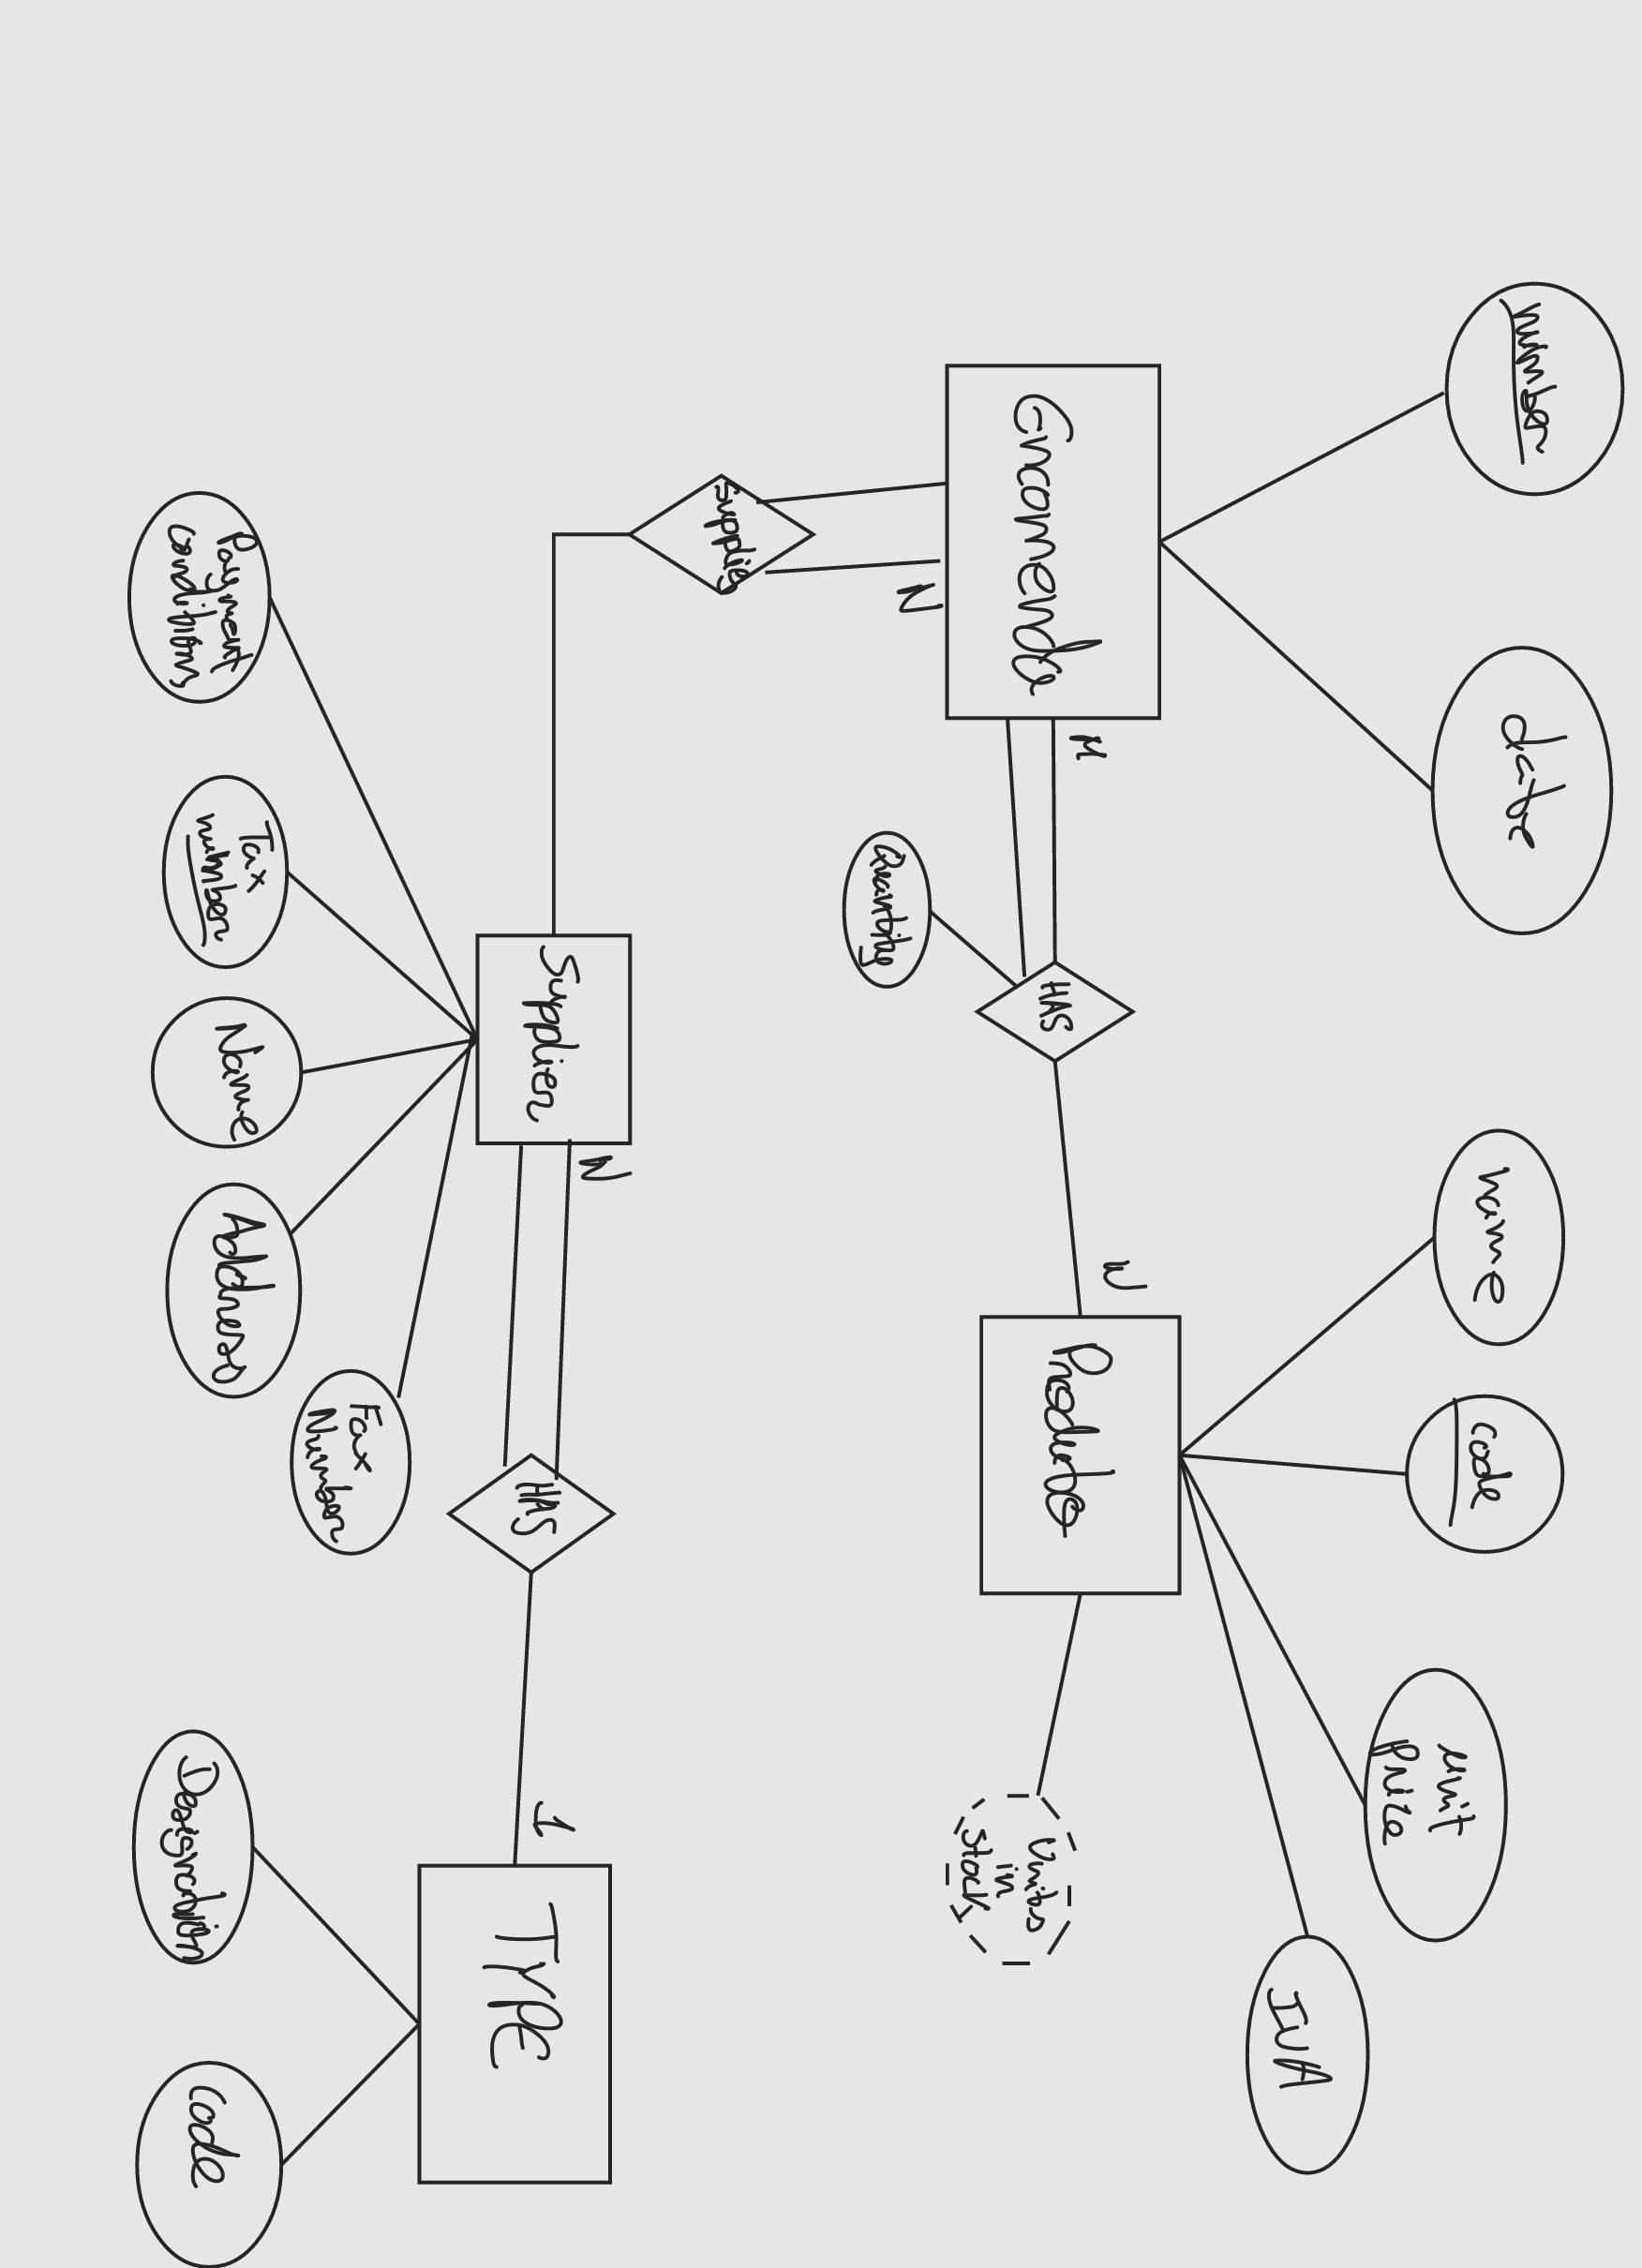 number
date
name
Code
unit
Price
IVA
Encomenda
M
HAS
N
Produto
Units
in
Stock
N
Quantity
Supplies
Supplier
N
HAS
1
TYPE
Payment
Conditions
Tax
number
Name
Address
Fax
Number
Designation
Code